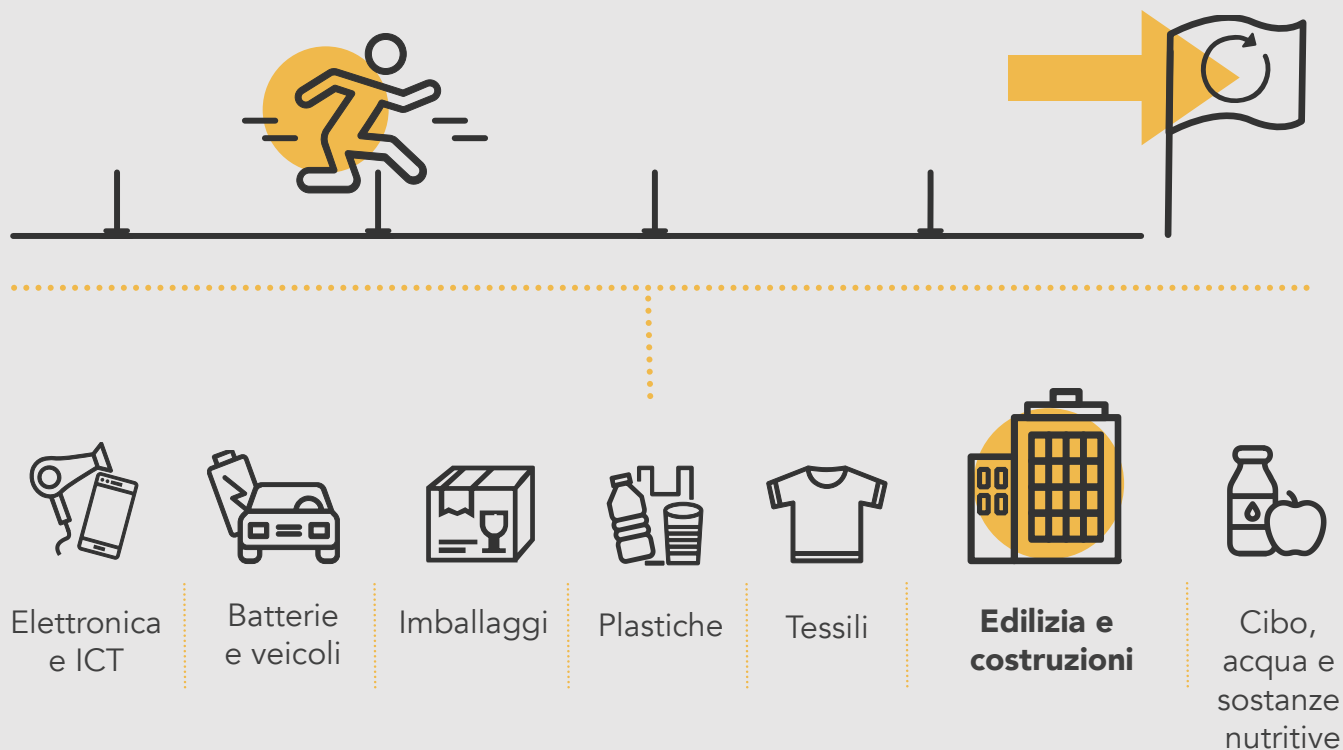 Elettronica
e ICT
Batterie
e veicoli
Imballaggi
Plastiche
Tessili
Edilizia e
costruzioni
Cibo,
acqua e
sostanze
nutritive